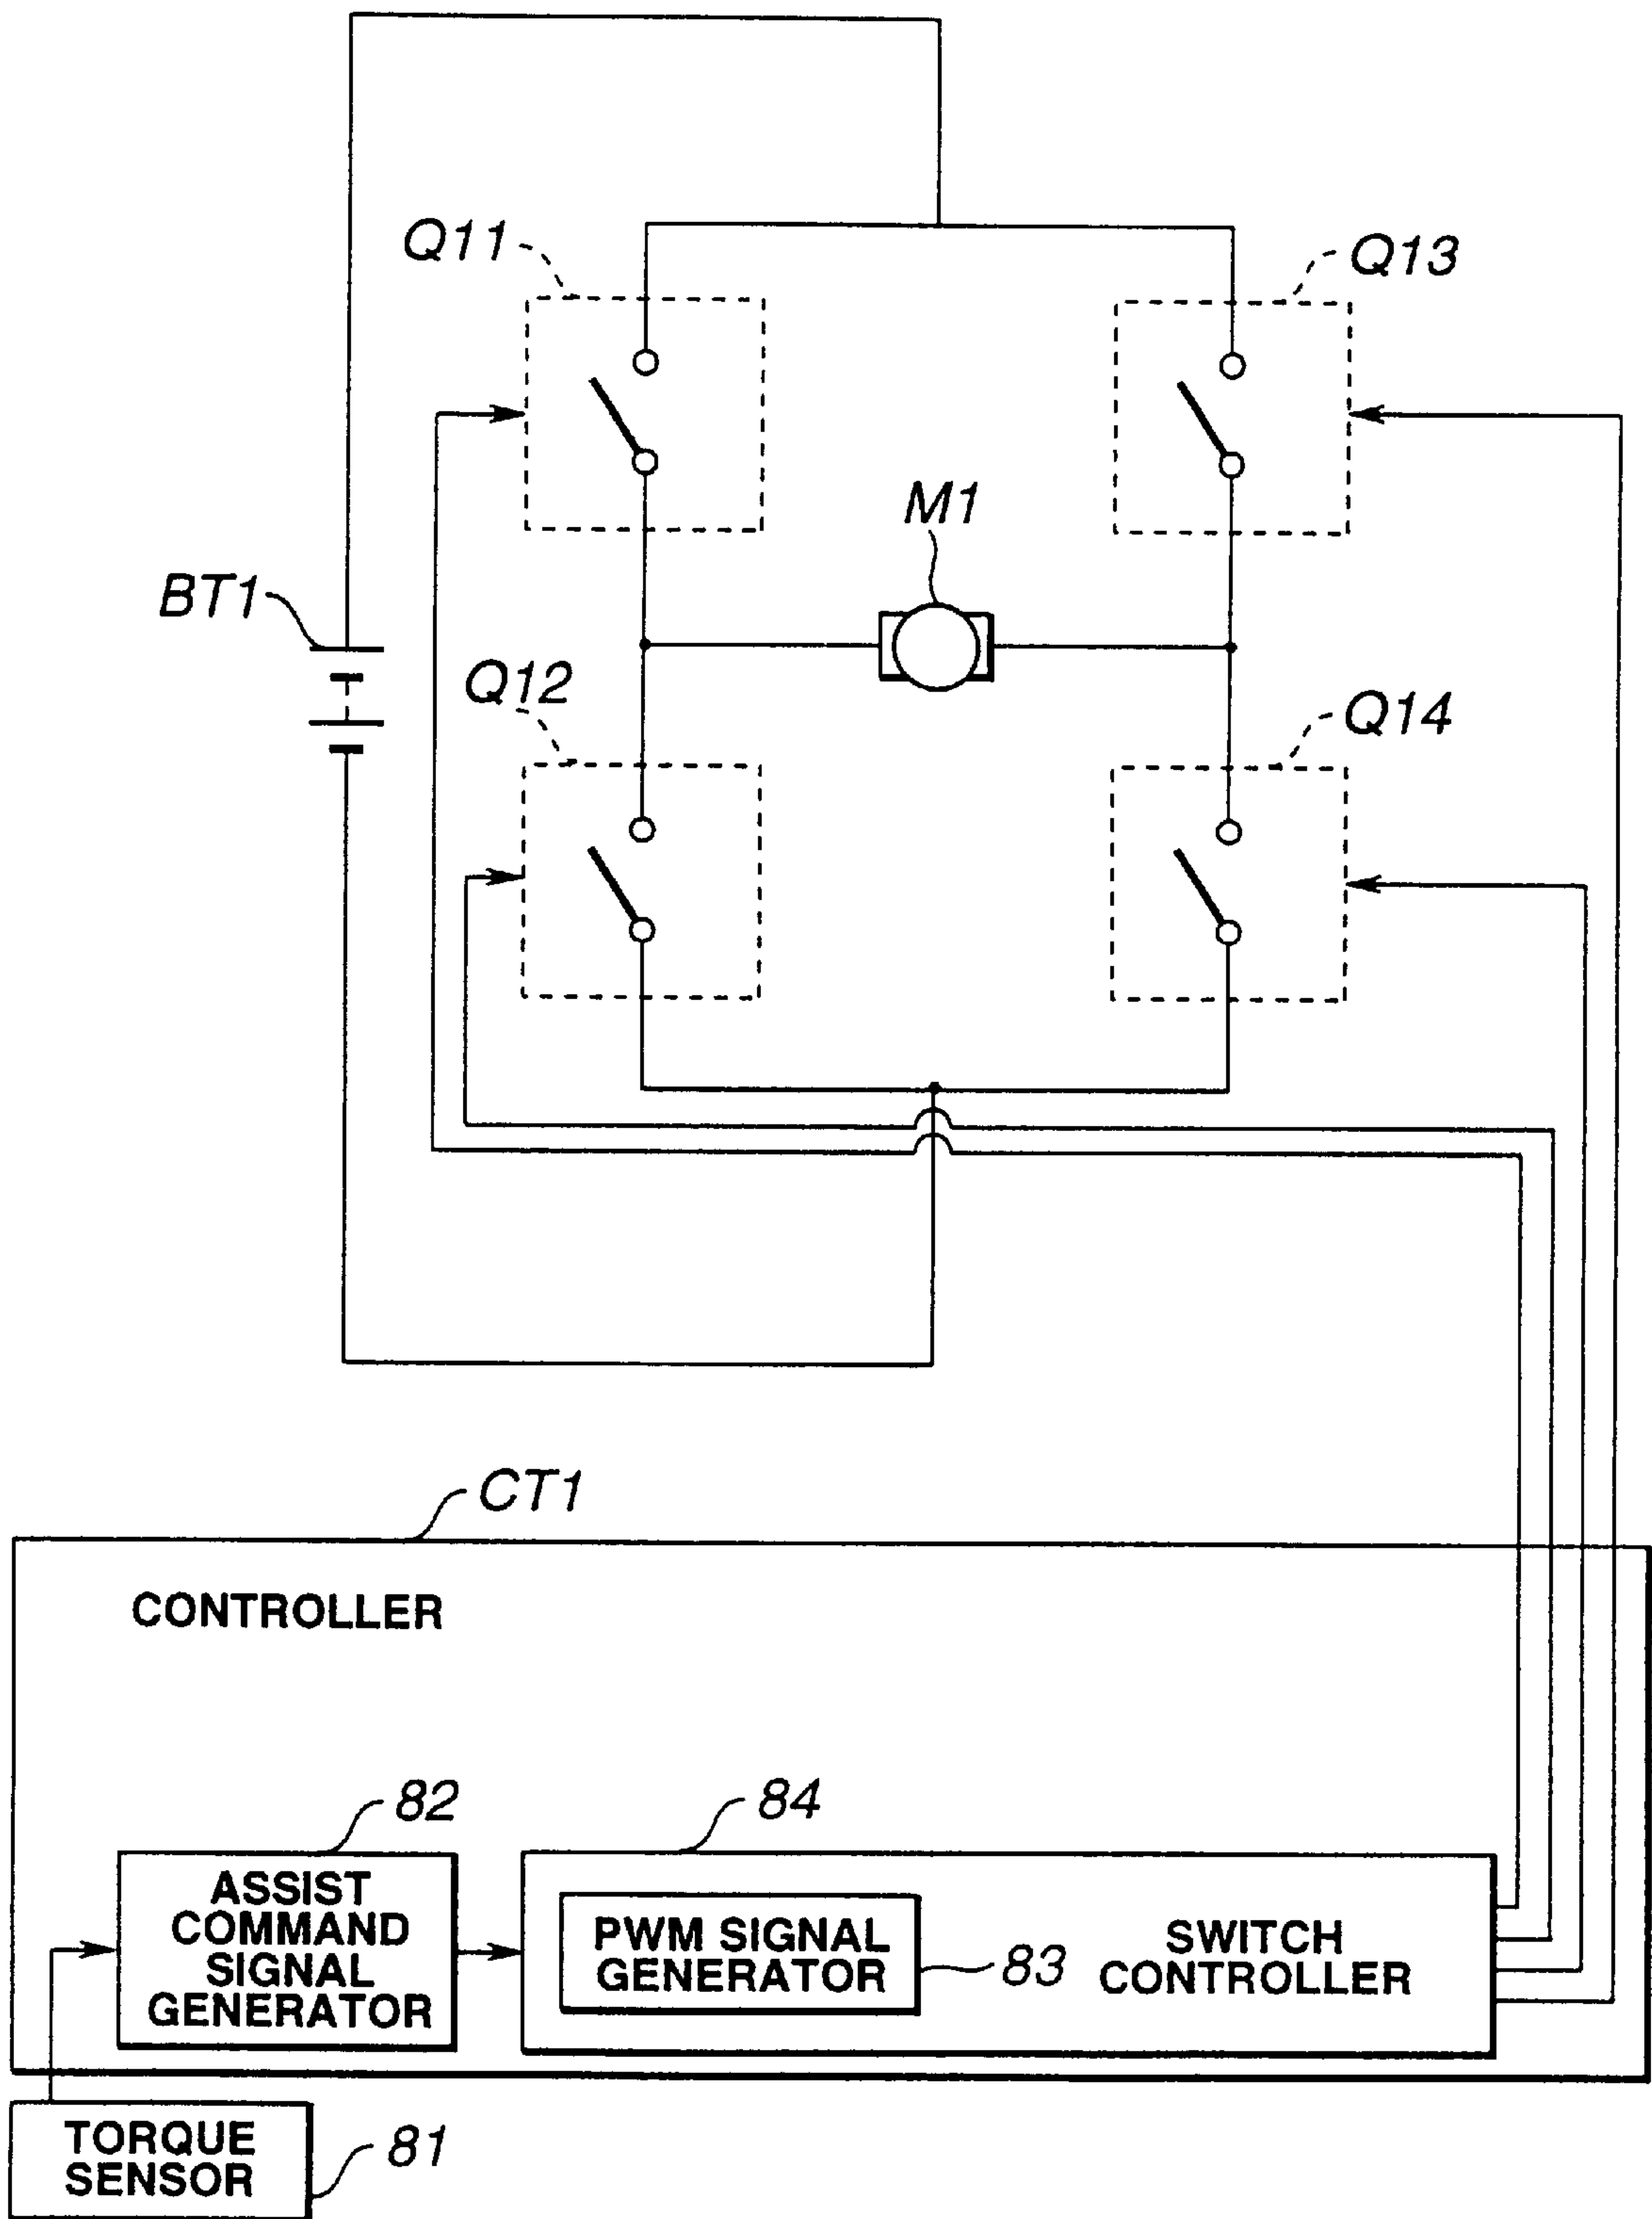 Q11
Q13
M1
BT1
Q12
Q14
CT1
CONTROLLER
82
84
ASSIST
COMMAND
SIGNAL
GENERATOR
PWM SIGNAL
GENERATOR
83
SWITCH
CONTROLLER
TORQUE
SENSOR
81